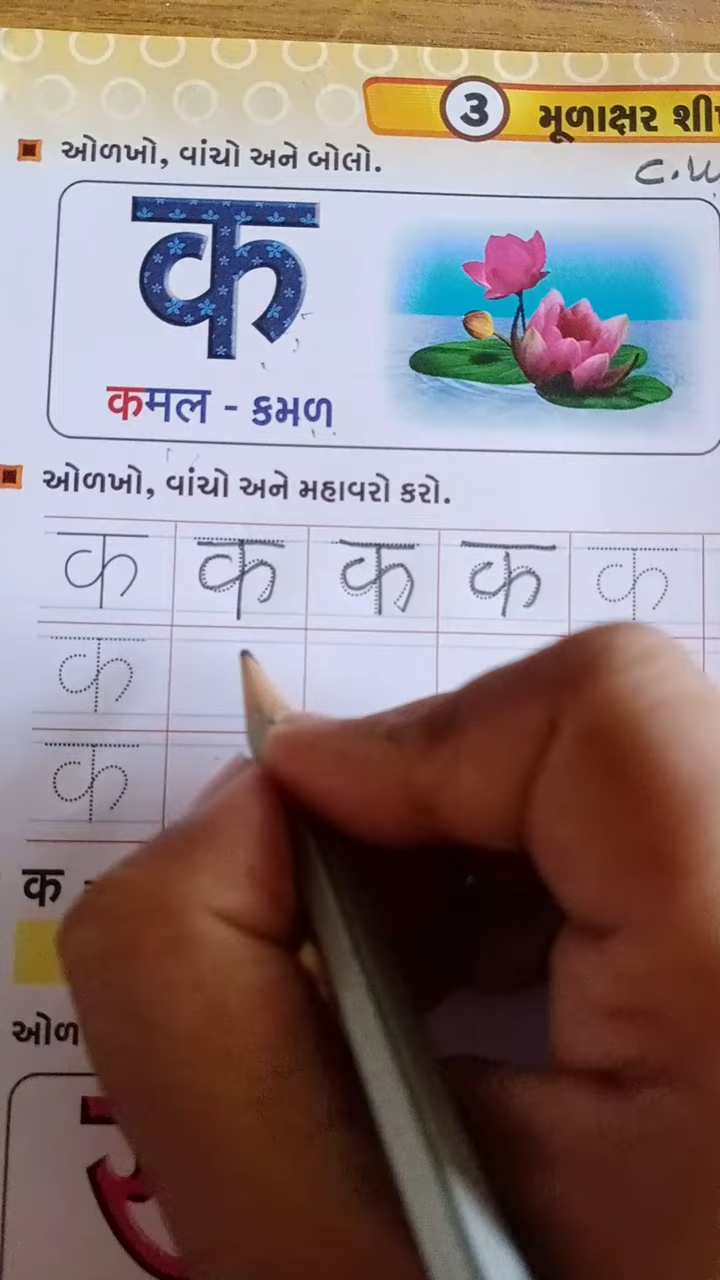 3 મૂળાક્ષર
ઓળખો, વાંચો અને બોલો.
क
कमल - કમળ
ઓળખો, વાંચો અને મહાવરો કરો.
क क क क क
क
क
क